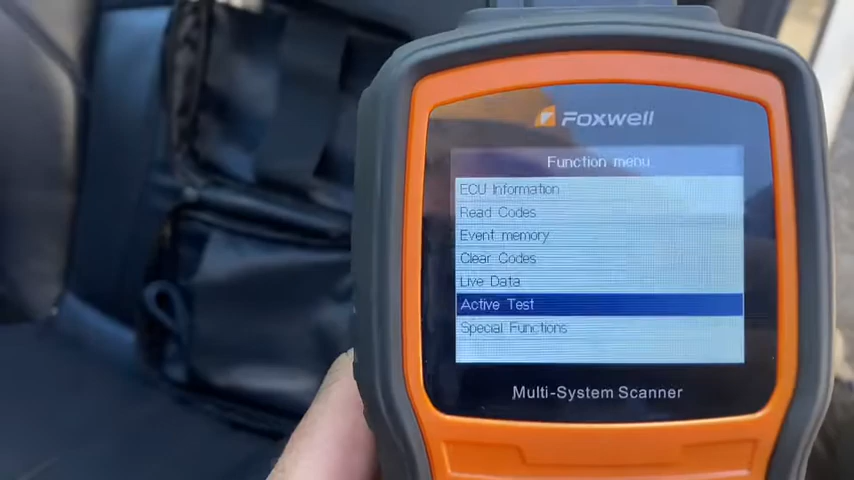 Foxwell
Function menu
ECU Information
Read Codes
Event memory
Clear Codes
Live Data
Active Test
Special Functions
Multi-System Scanner